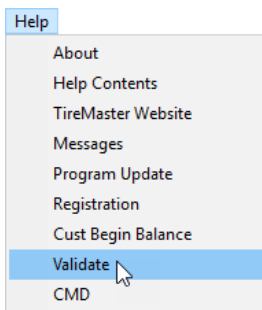 Help
About
Help Contents
TireMaster Website
Messages
Program Update
Registration
Cust Begin Balance
Validate
CMD